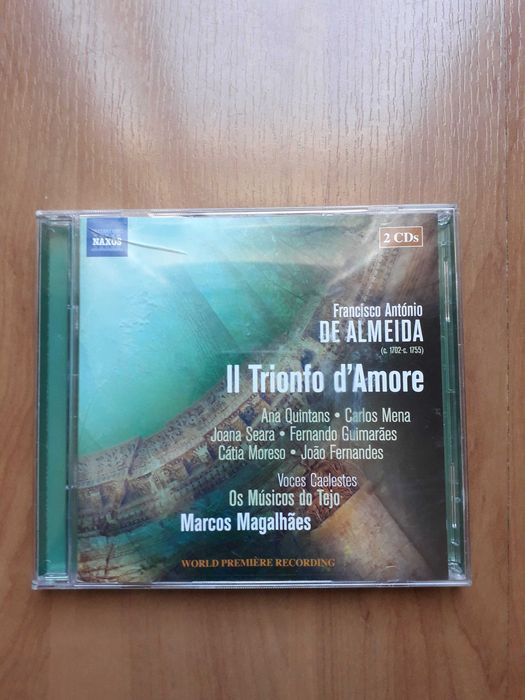 NAXOS
2 CDs
Francisco António
DE ALMEIDA
(c. 1702-c. 1755)
Il Trionfo d'Amore
Ana Quintans • Carlos Mena
Joana Seara • Fernando Guimarães
Cátia Moreso • João Fernandes
Voces Caelestes
Os Músicos do Tejo
Marcos Magalhães
WORLD PREMIÈRE RECORDING